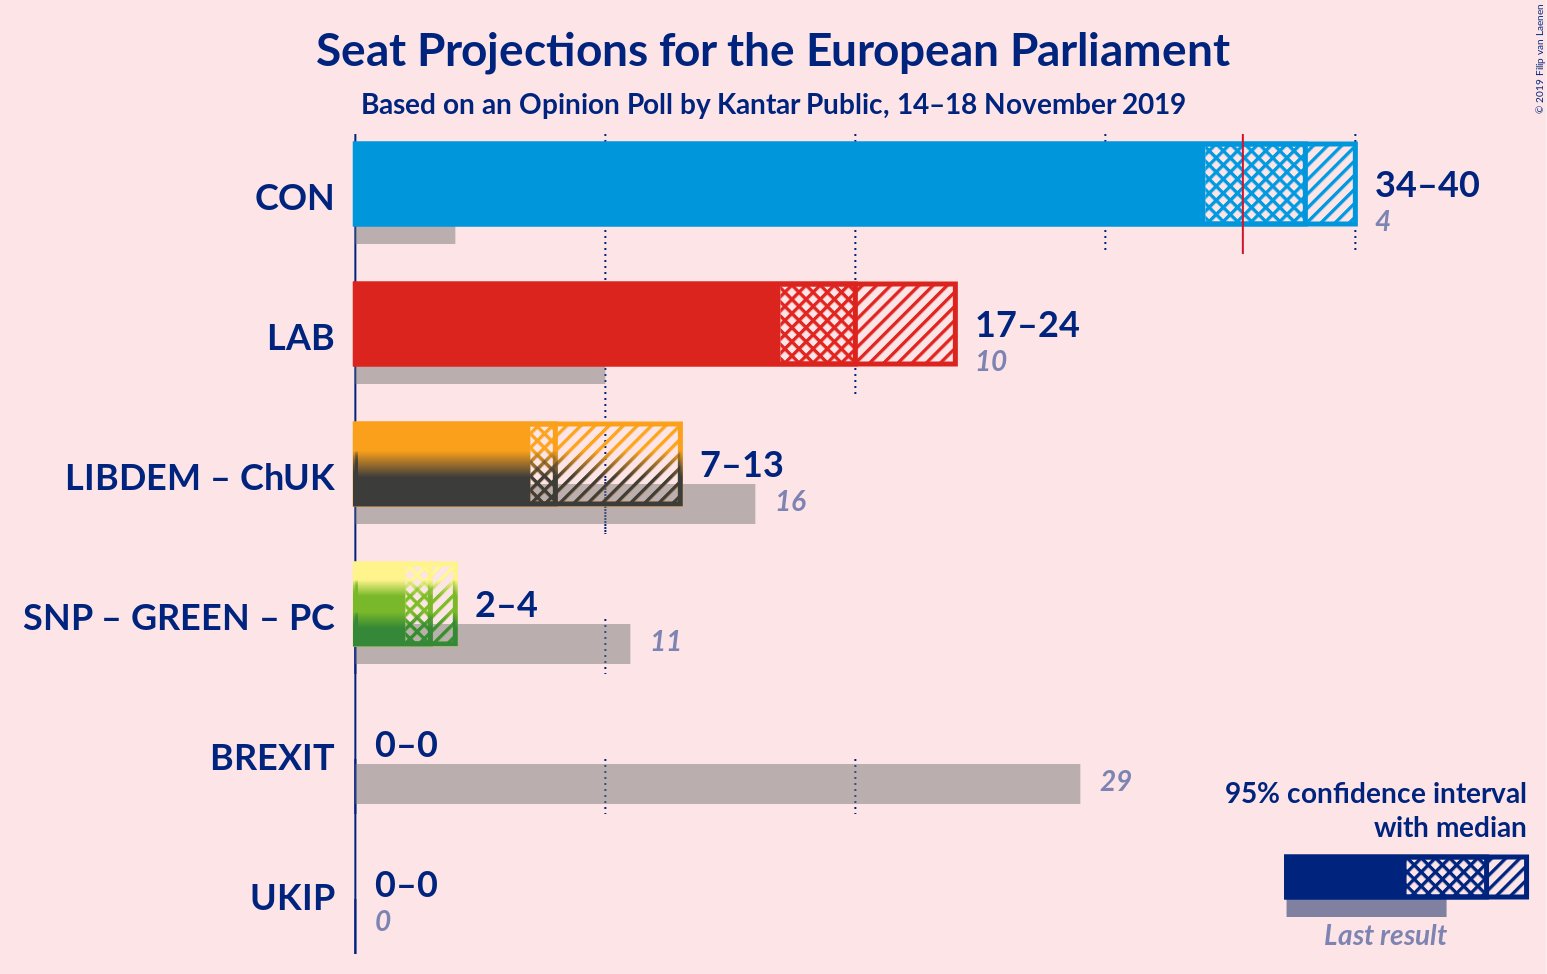 Seat Projections for the European Parliament
Based on an Opinion Poll by Kantar Public, 14–18 November 2019
© 2019 Filip van Laenen
CON
34–40
4
LAB
17–24
10
LIBDEM – ChUK
7–13
16
SNP – GREEN – PC
2–4
11
BREXIT
0–0
29
UKIP
0–0
0
95% confidence interval
with median
Last result